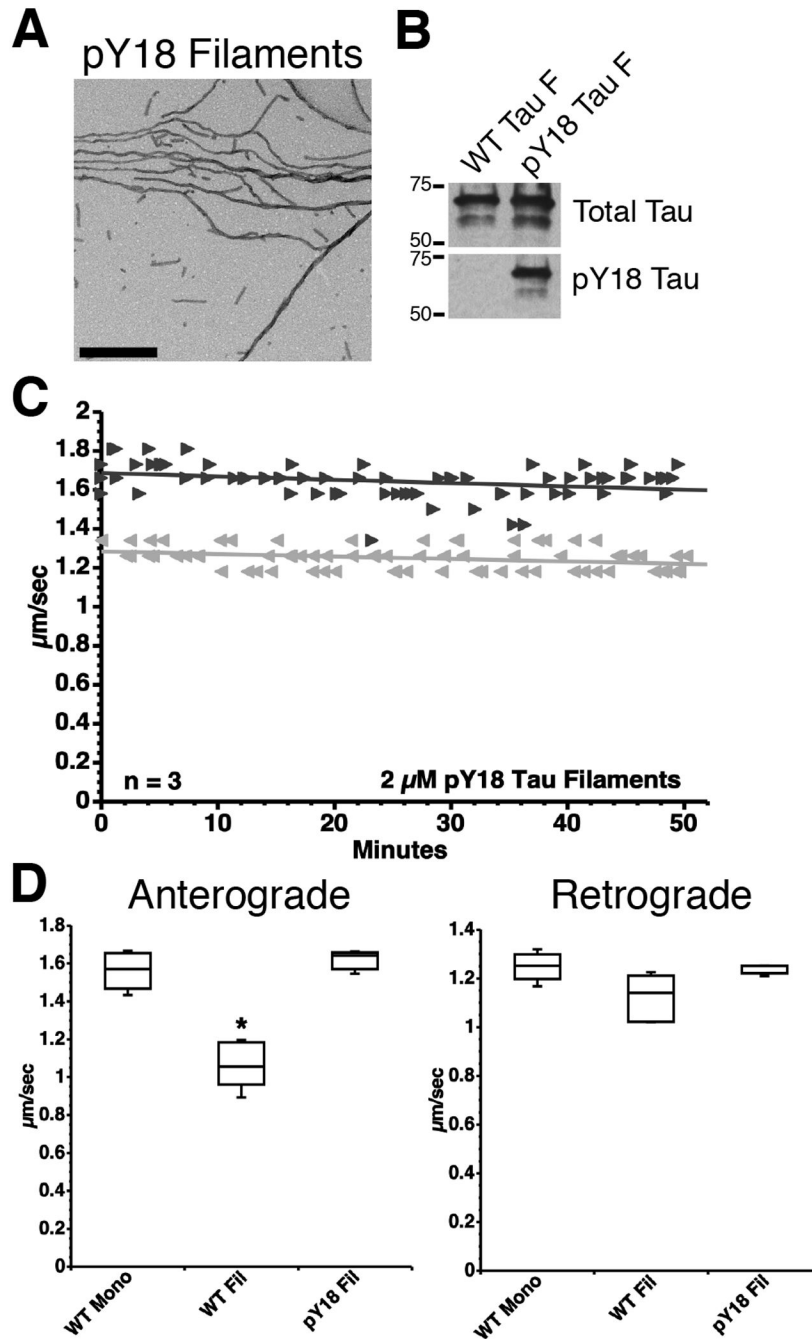 A
pY18 Filaments
B
WT Tau F
pY18 Tau F
75
50
Total Tau
75
50
pY18 Tau
C
2
1.8
1.6
1.4
1.2
1
0.8
0.6
0.4
0.2
0
µm/sec
n = 3
2 µM pY18 Tau Filaments
0
10
20
30
40
50
Minutes
D
Anterograde
1.8
1.6
1.4
1.2
1
0.8
0.6
0.4
0.2
0
µm/sec
*
WT Mono
WT Fil
pY18 Fil
Retrograde
1.4
1.2
1
0.8
0.6
0.4
0.2
0
µm/sec
WT Mono
WT Fil
pY18 Fil